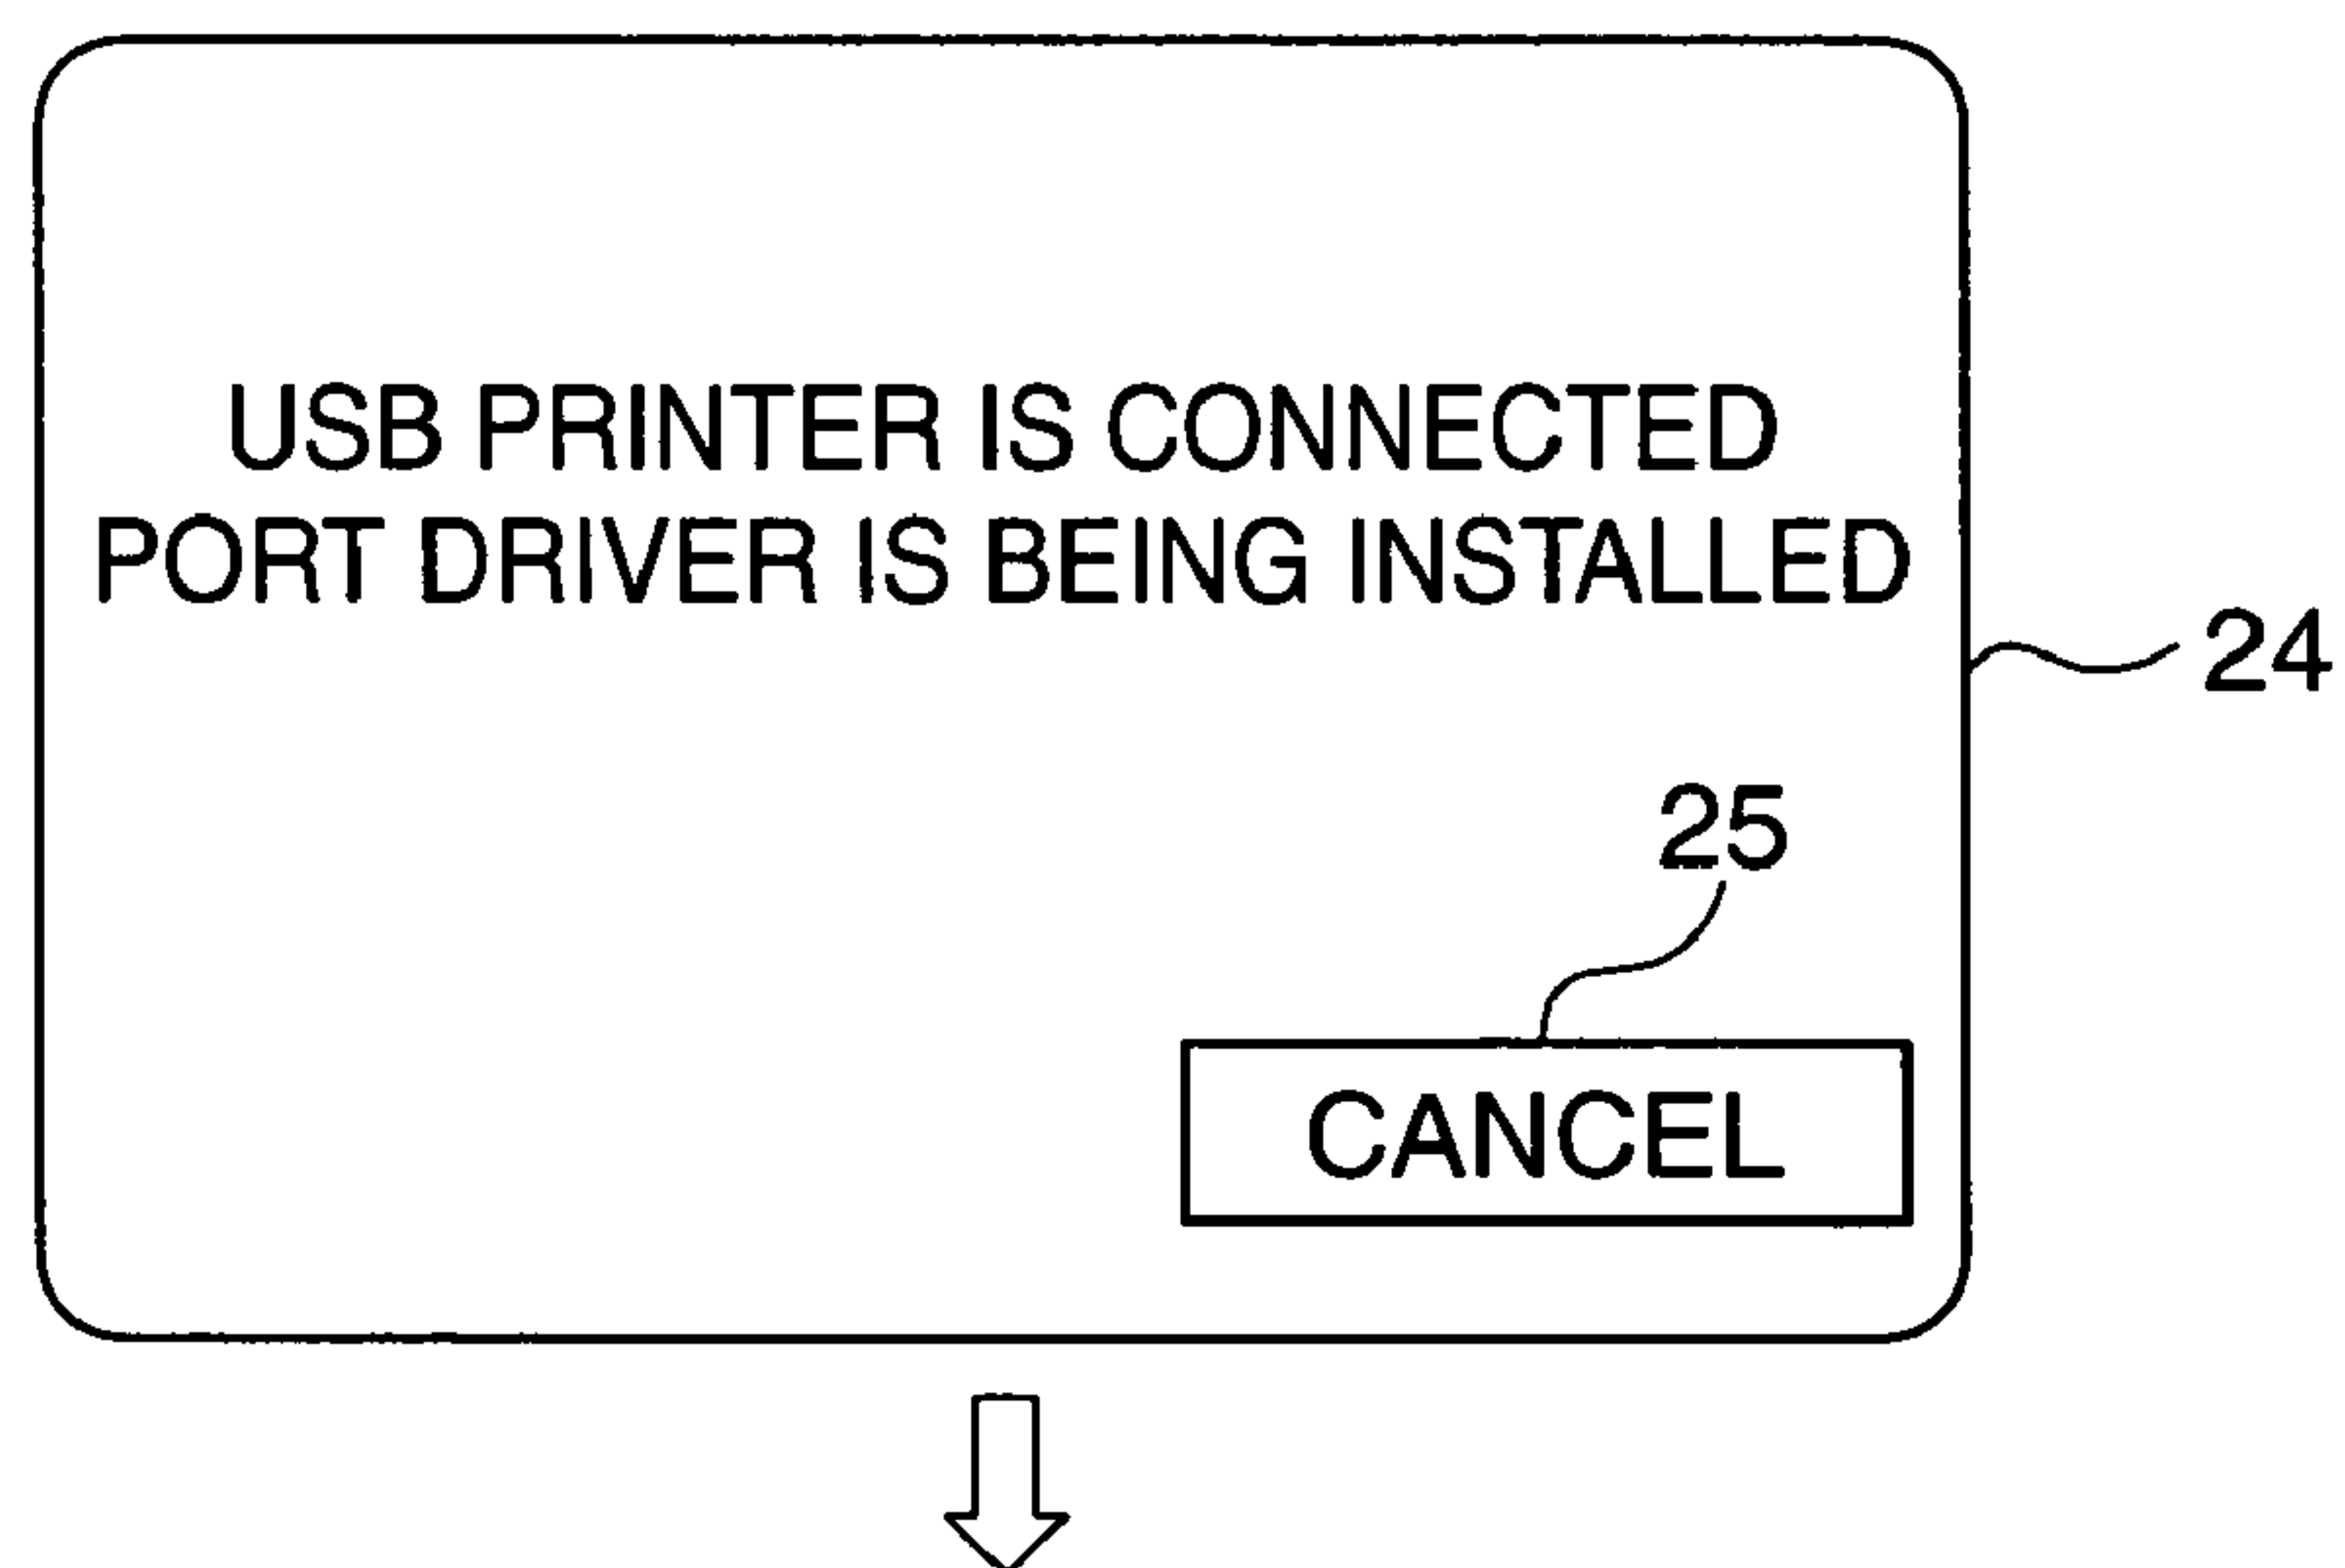 USB PRINTER IS CONNECTED
PORT DRIVER IS BEING INSTALLED
24
25
CANCEL